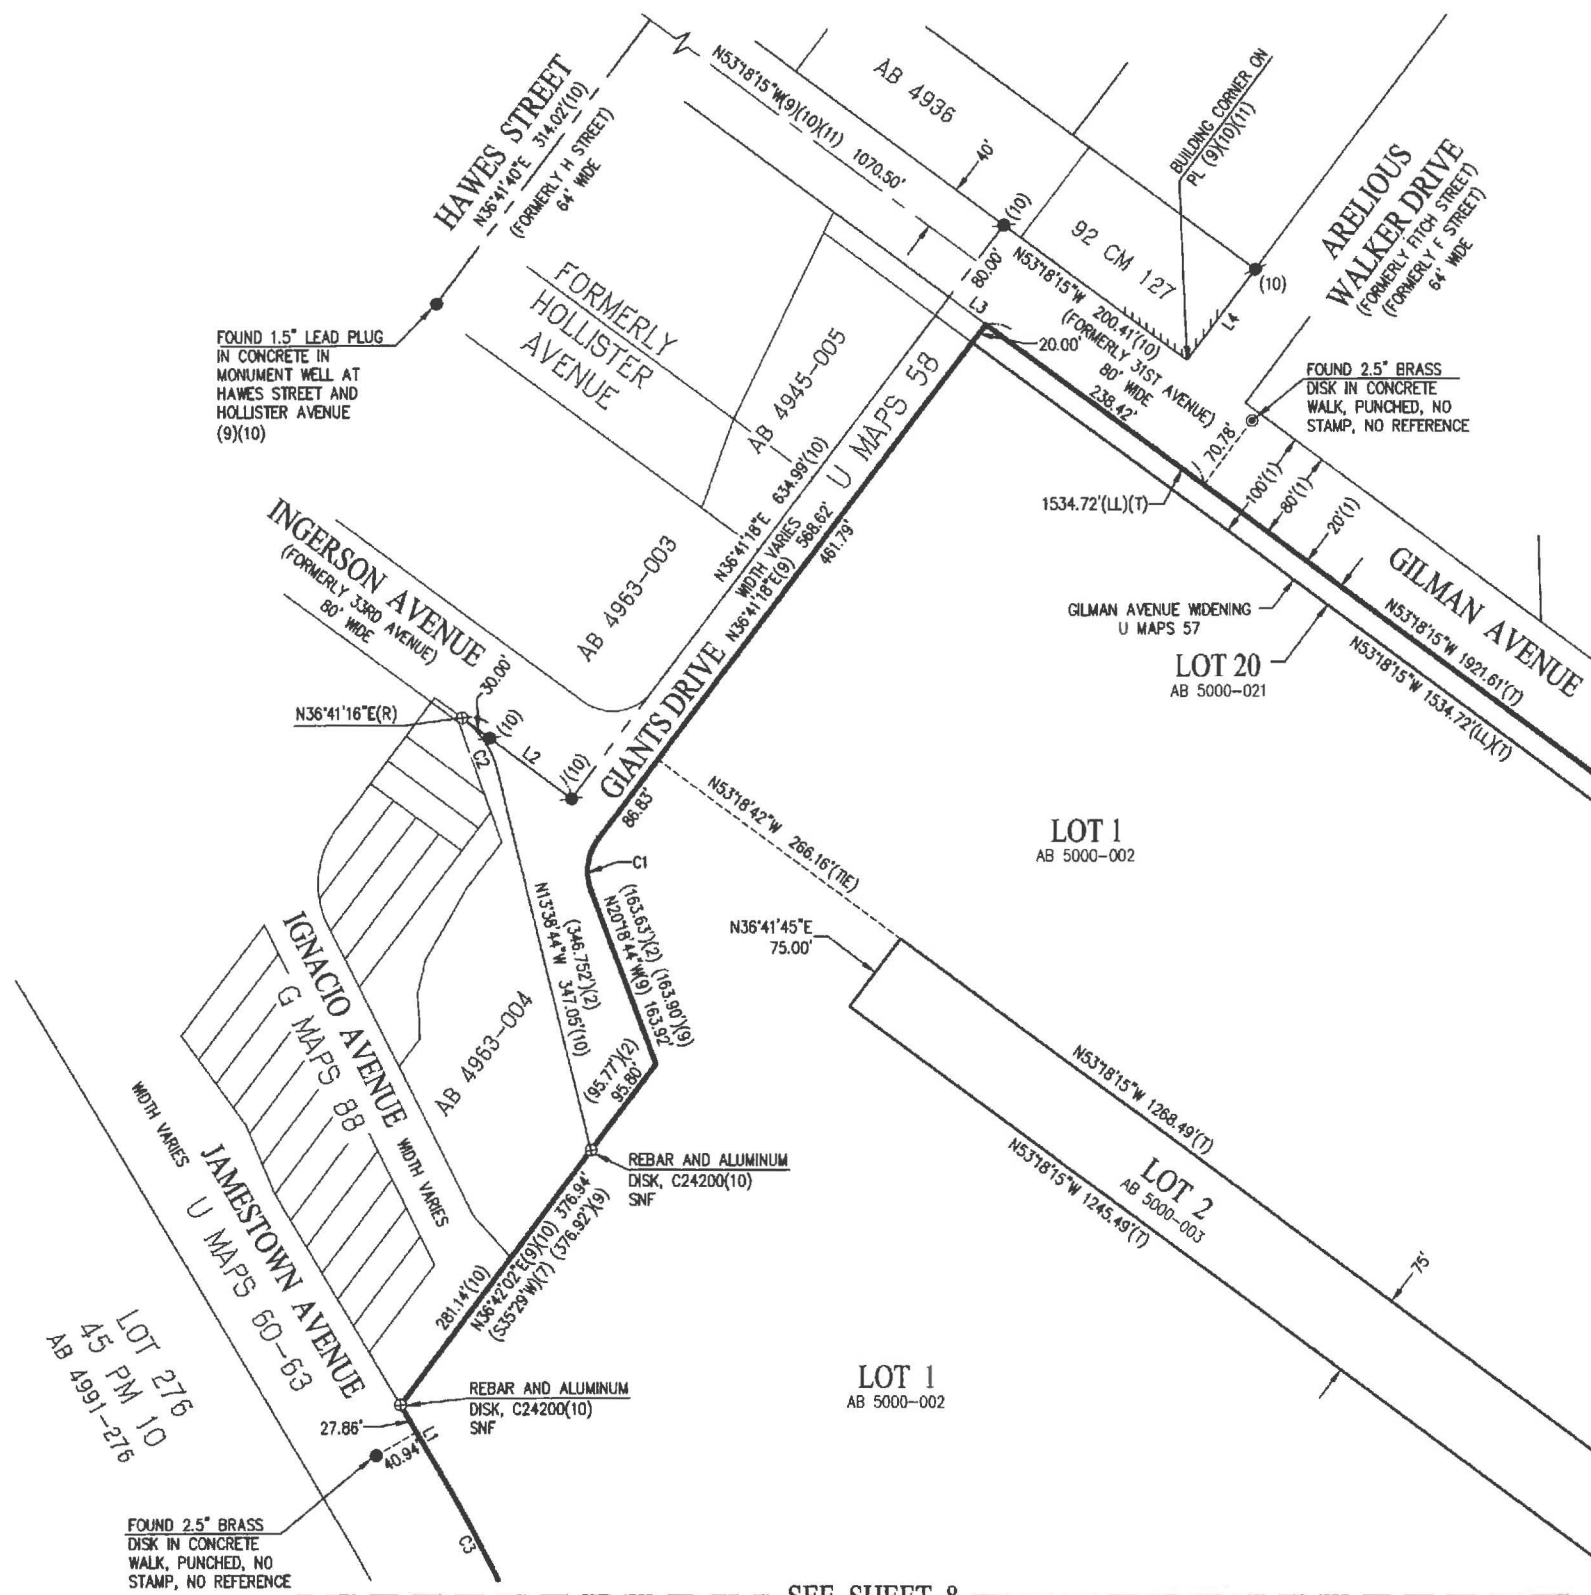 HAWES STREET
N36°41'40"E 314.02'(10)
(FORMERLY H STREET)
64' WIDE
N53°18'15"W(9)(10)(11) 1070.50'
AB 4936
40'
BUILDING CORNER ON
PL (9)(10)(11)
ARELIOUS
WALKER DRIVE
(FORMERLY FITCH STREET)
(FORMERLY F STREET)
64' WIDE
(10)
92 CM 127
(10)
L4
80.00'
L3
20.00'
N53°18'15"W 200.41'(10)
(FORMERLY 31ST AVENUE)
80' WIDE
238.42'
FOUND 1.5" LEAD PLUG
IN CONCRETE IN
MONUMENT WELL AT
HAWES STREET AND
HOLLISTER AVENUE
(9)(10)
FORMERLY
HOLLISTER
AVENUE
AB 4945-005
U MAPS 58
FOUND 2.5" BRASS
DISK IN CONCRETE
WALK, PUNCHED, NO
STAMP, NO REFERENCE
70.78'
1534.72'(LL)(T)
100'(1)
80'(1)
20'(1)
GILMAN AVENUE
N53°18'15"W 1921.61'(T)
N53°18'15"W 1534.72'(LL)(T)
GILMAN AVENUE WIDENING
U MAPS 57
LOT 20
AB 5000-021
INGERSON AVENUE
(FORMERLY 33RD AVENUE)
80' WIDE
AB 4963-003
N36°41'18"E 634.99'(10)
WIDTH VARIES
N36°41'18"E(9) 568.62'
461.79'
GIANTS DRIVE
N36°41'16"E(R)
30.00'
(10)
C2
L2
(10)
86.83'
C1
N53°18'42"W 266.16'(TIE)
LOT 1
AB 5000-002
N36°41'45"E
75.00'
(163.63')(2) (163.90')(9)
N20°18'44"W(9) 163.92'
(346.752')(2)
N13°38'44"W 347.05'(10)
(95.77')(2)
95.80'
IGNACIO AVENUE
WIDTH VARIES
G MAPS 88
AB 4963-004
N53°18'15"W 1268.49'(T)
N53°18'15"W 1245.49'(T)
LOT 2
AB 5000-003
75'
WIDTH VARIES
JAMESTOWN AVENUE
U MAPS 60-63
REBAR AND ALUMINUM
DISK, C24200(10)
SNF
281.14'(10)
N36°42'02"E(9)(10) 376.94'
(S35°29'W)(7) (376.92')(9)
LOT 276
45 PM 10
AB 4991-276
REBAR AND ALUMINUM
DISK, C24200(10)
SNF
LOT 1
AB 5000-002
27.86'
L1
40.94'
C3
FOUND 2.5" BRASS
DISK IN CONCRETE
WALK, PUNCHED, NO
STAMP, NO REFERENCE
SEE SHEET 8